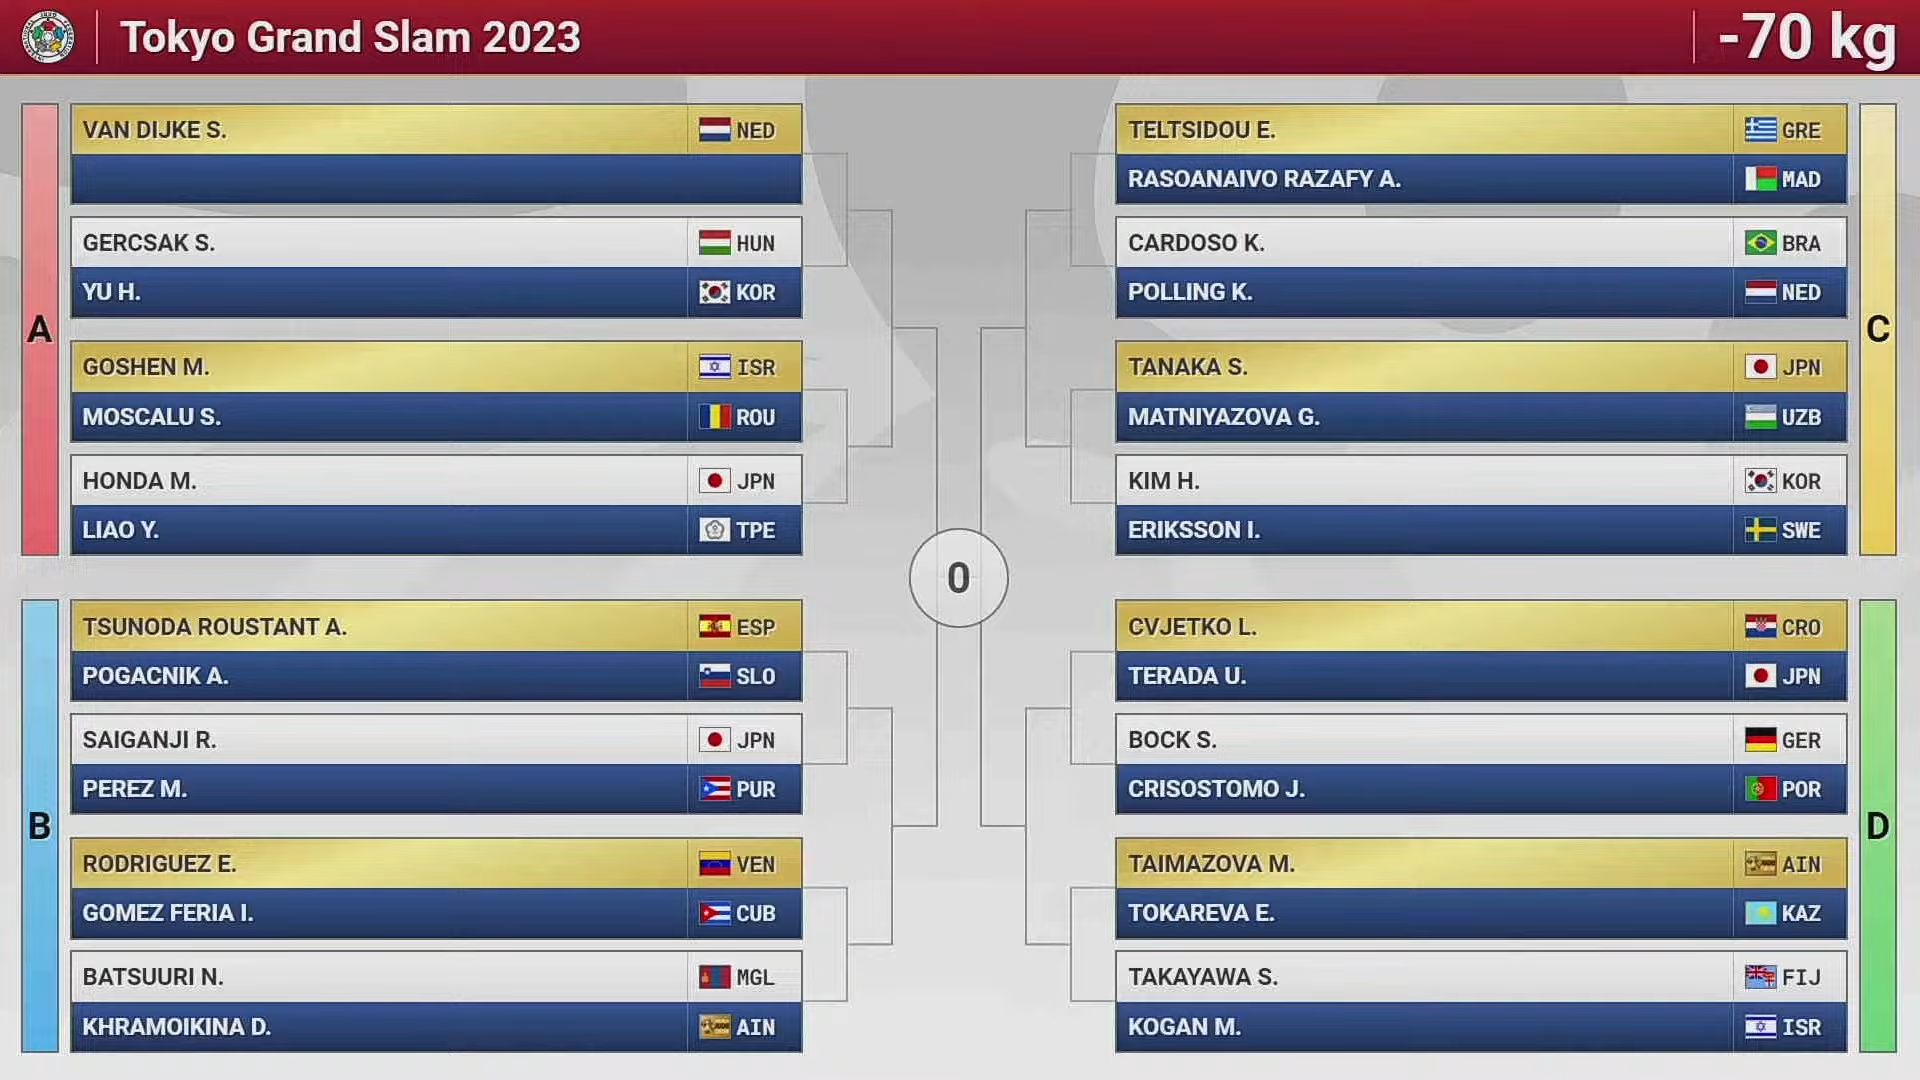 Tokyo Grand Slam 2023
-70 kg
A
VAN DIJKE S. NED
GERCSAK S. HUN
YU H. KOR
GOSHEN M. ISR
MOSCALU S. ROU
HONDA M. JPN
LIAO Y. TPE
B
TSUNODA ROUSTANT A. ESP
POGACNIK A. SLO
SAIGANJI R. JPN
PEREZ M. PUR
RODRIGUEZ E. VEN
GOMEZ FERIA I. CUB
BATSUURI N. MGL
KHRAMOIKINA D. AIN
0
TELTSIDOU E. GRE
RASOANAIVO RAZAFY A. MAD
CARDOSO K. BRA
POLLING K. NED
TANAKA S. JPN
MATNIYAZOVA G. UZB
KIM H. KOR
ERIKSSON I. SWE
C
CVJETKO L. CRO
TERADA U. JPN
BOCK S. GER
CRISOSTOMO J. POR
TAIMAZOVA M. AIN
TOKAREVA E. KAZ
TAKAYAWA S. FIJ
KOGAN M. ISR
D